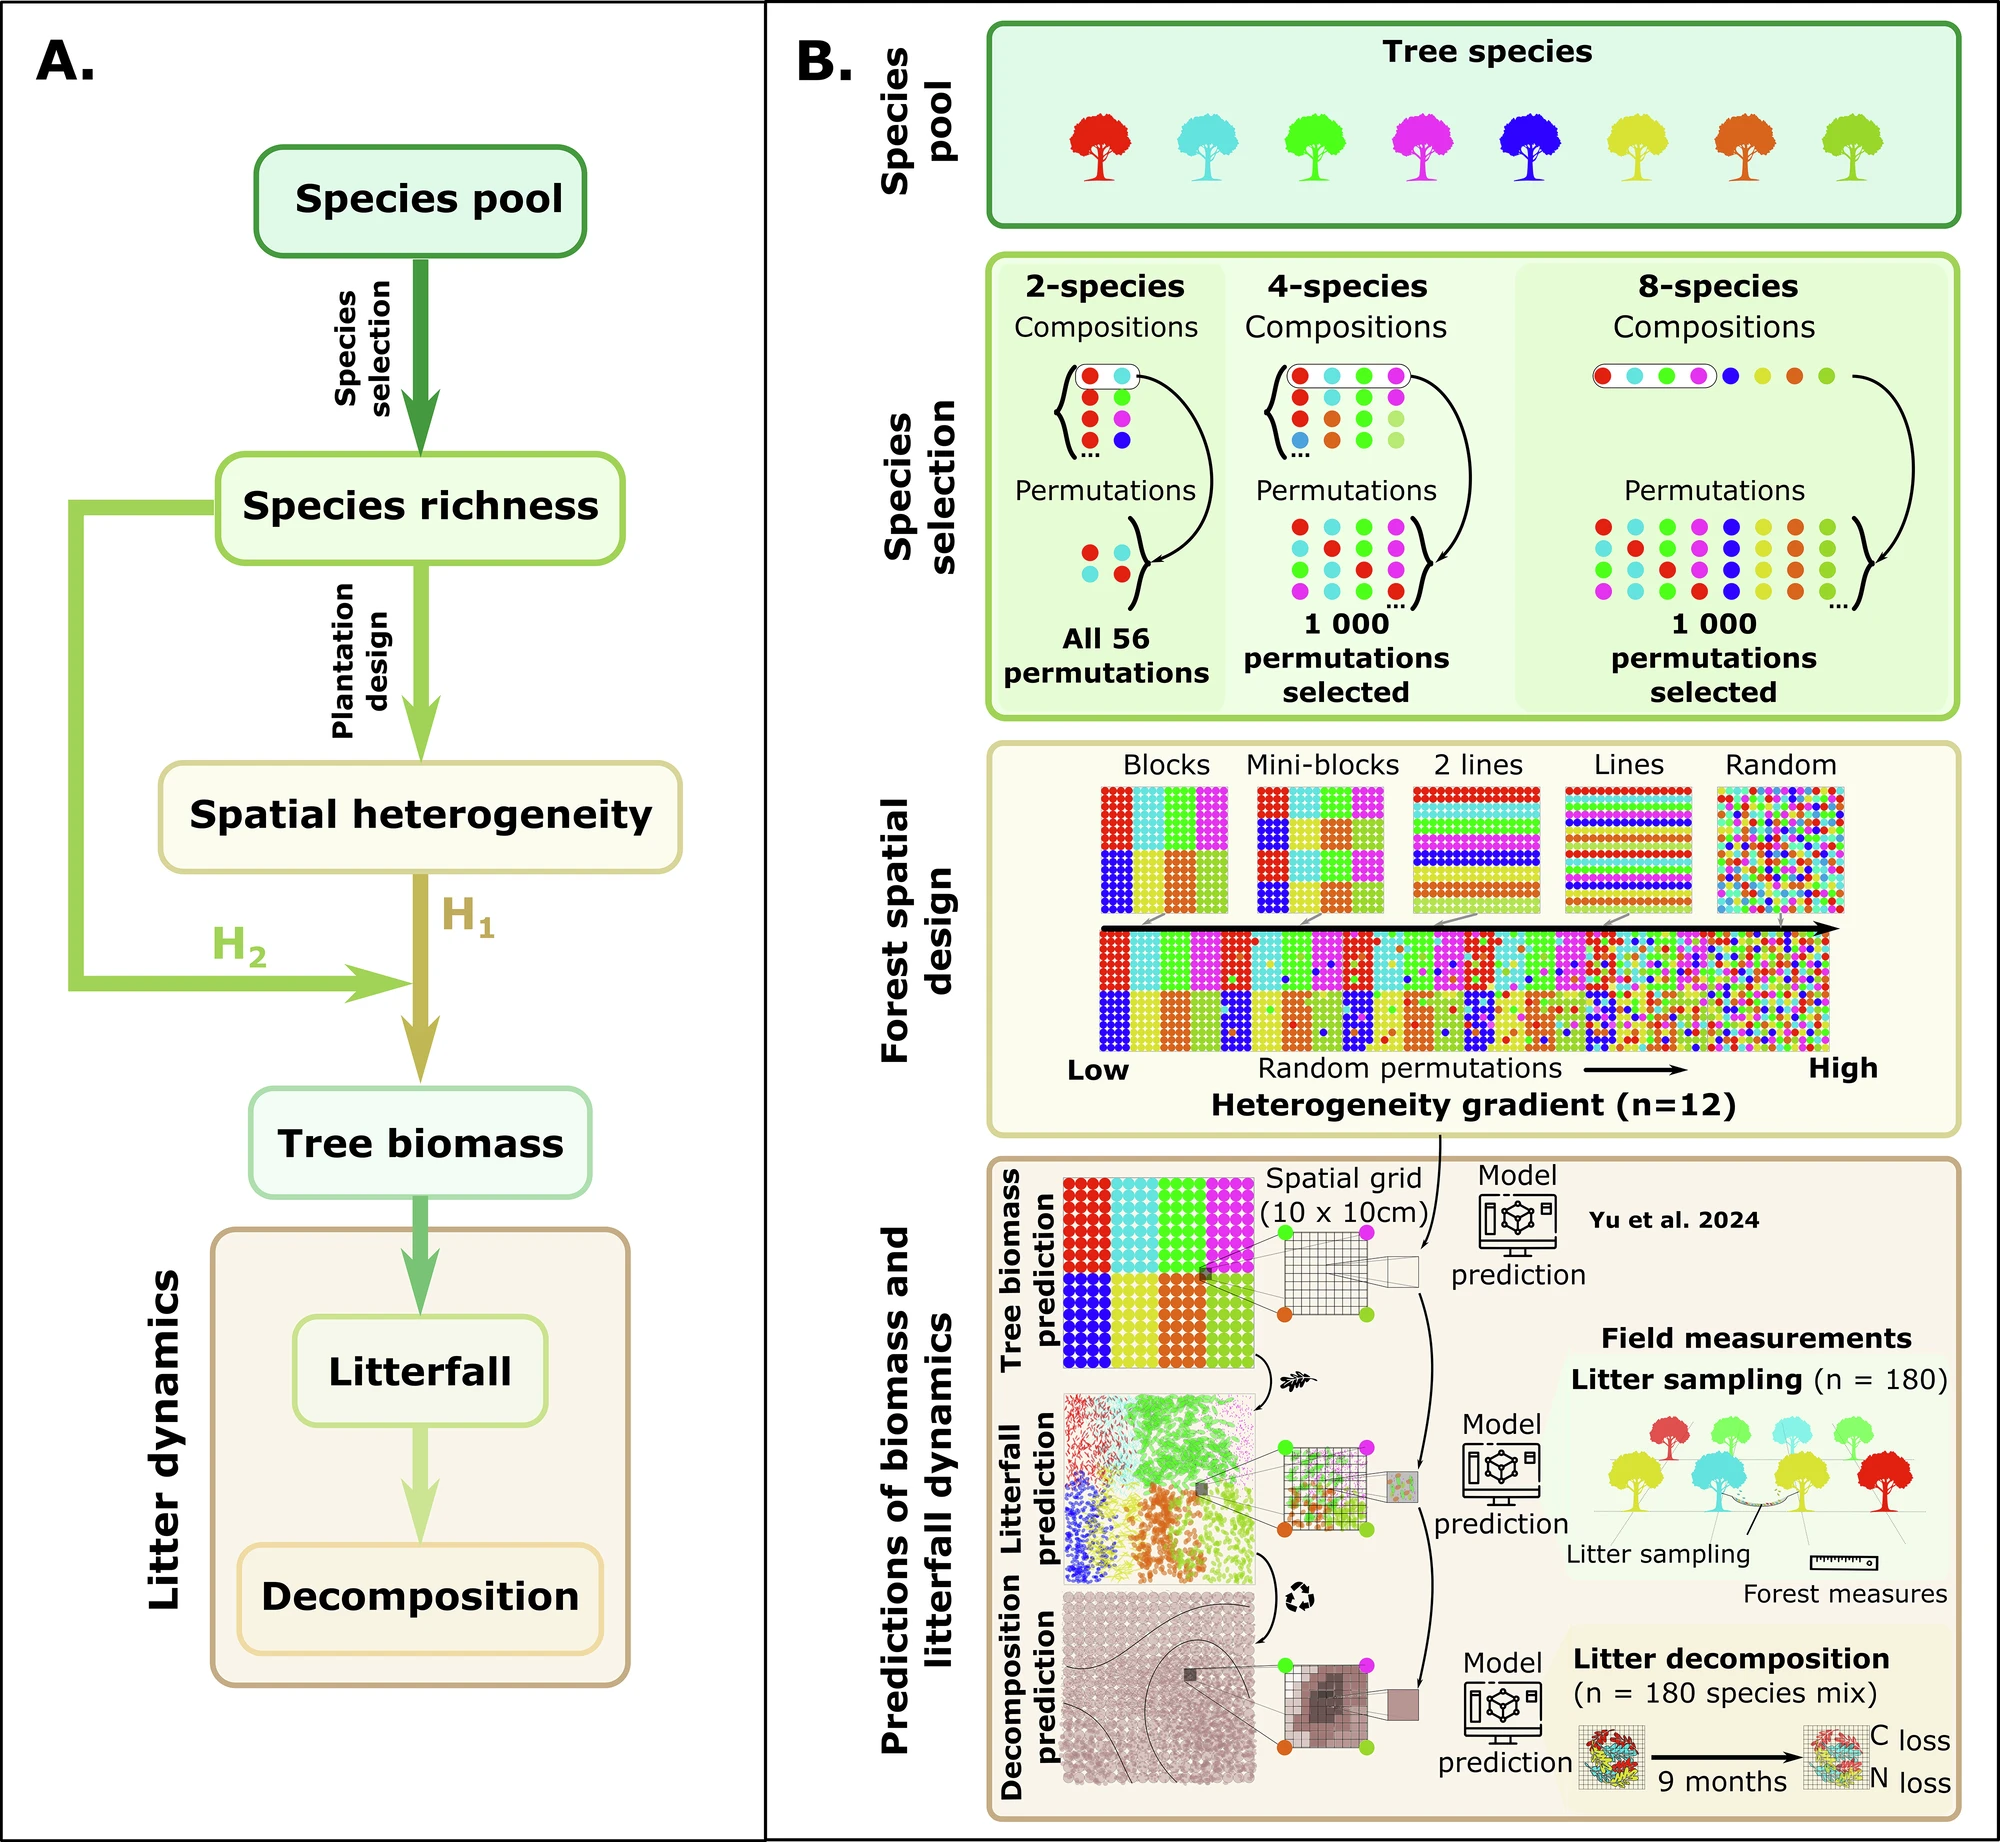 A.
Species pool
Species
selection
Species richness
Plantation
design
Spatial heterogeneity
H1
H2
Tree biomass
Litter dynamics
Litterfall
Decomposition
B.
Species
pool
Tree species
Species
selection
2-species
Compositions
...
Permutations
All 56
permutations
4-species
Compositions
...
Permutations
...
1 000
permutations
selected
8-species
Compositions
Permutations
...
1 000
permutations
selected
Forest spatial
design
Blocks
Mini-blocks
2 lines
Lines
Random
Low
Random permutations
High
Heterogeneity gradient (n=12)
Predictions of biomass and
litterfall dynamics
Tree biomass
prediction
Spatial grid
(10 x 10cm)
Model
prediction
Yu et al. 2024
Litterfall
prediction
Model
prediction
Field measurements
Litter sampling (n = 180)
Litter sampling
Forest measures
Decomposition
prediction
Model
prediction
Litter decomposition
(n = 180 species mix)
9 months
C loss
N loss